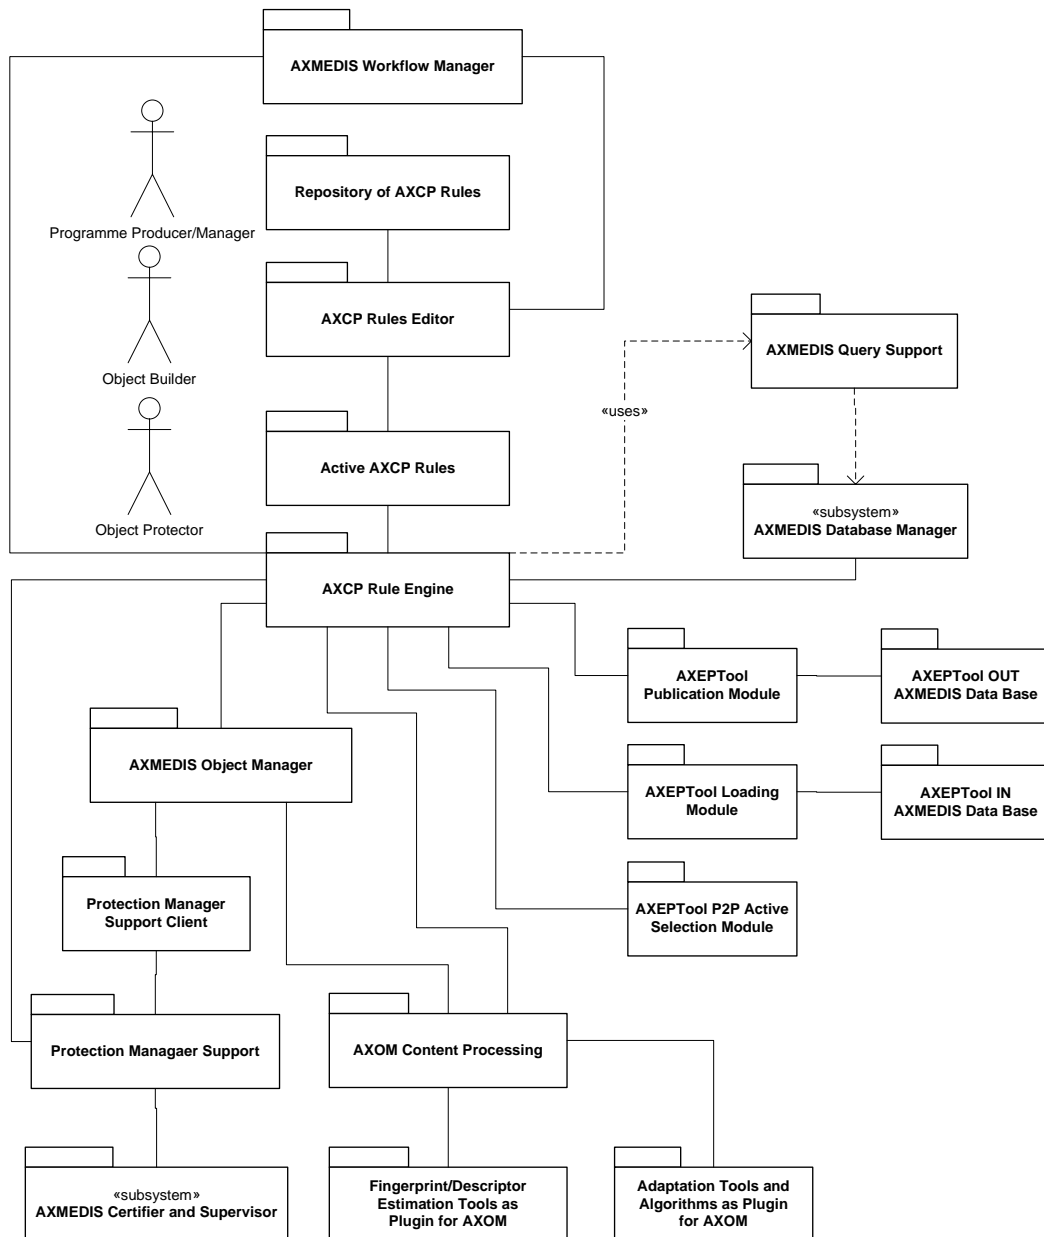 AXMEDIS Workflow Manager
Repository of AXCP Rules
Programme Producer/Manager
AXCP Rules Editor
AXMEDIS Query Support
Object Builder
«uses»
Active AXCP Rules
Object Protector
«subsystem»
AXMEDIS Database Manager
AXCP Rule Engine
AXEPTool
Publication Module
AXEPTool OUT
AXMEDIS Data Base
AXMEDIS Object Manager
AXEPTool Loading
Module
AXEPTool IN
AXMEDIS Data Base
Protection Manager
Support Client
AXEPTool P2P Active
Selection Module
Protection Managaer Support
AXOM Content Processing
«subsystem»
AXMEDIS Certifier and Supervisor
Fingerprint/Descriptor
Estimation Tools as
Plugin for AXOM
Adaptation Tools and
Algorithms as Plugin
for AXOM